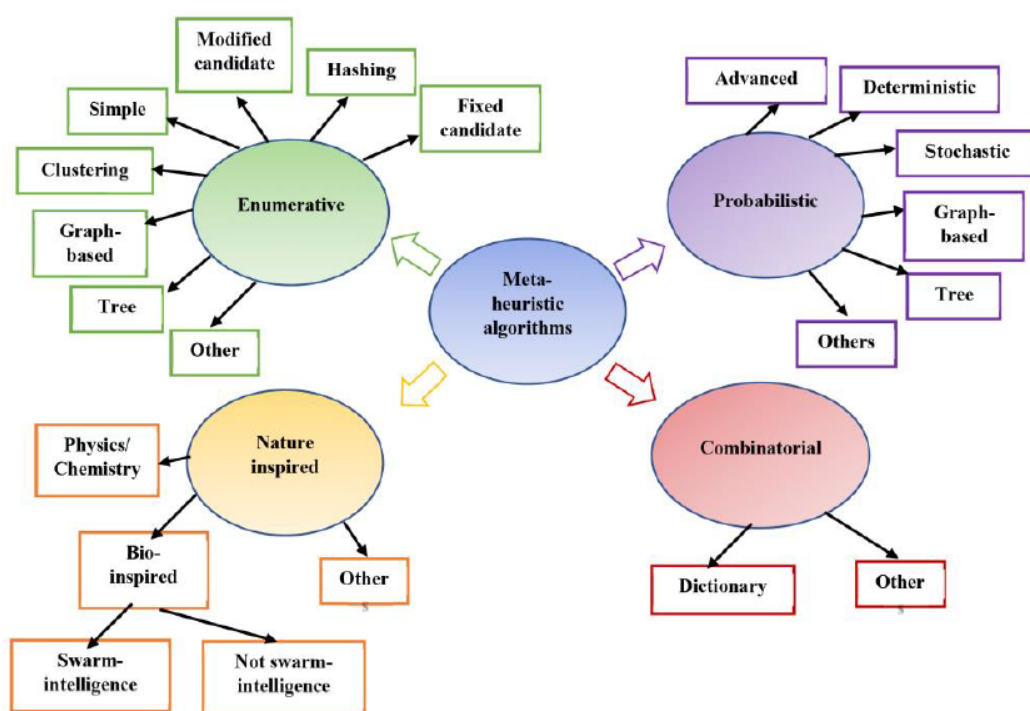 Modified
candidate
Hashing
Simple
Fixed
candidate
Clustering
Enumerative
Graph-
based
Tree
Other
Advanced
Deterministic
Stochastic
Probabilistic
Graph-
based
Tree
Others
Meta-
heuristic
algorithms
Physics/
Chemistry
Nature
inspired
Bio-
inspired
Other
s
Swarm-
intelligence
Not swarm-
intelligence
Combinatorial
Dictionary
Other
s